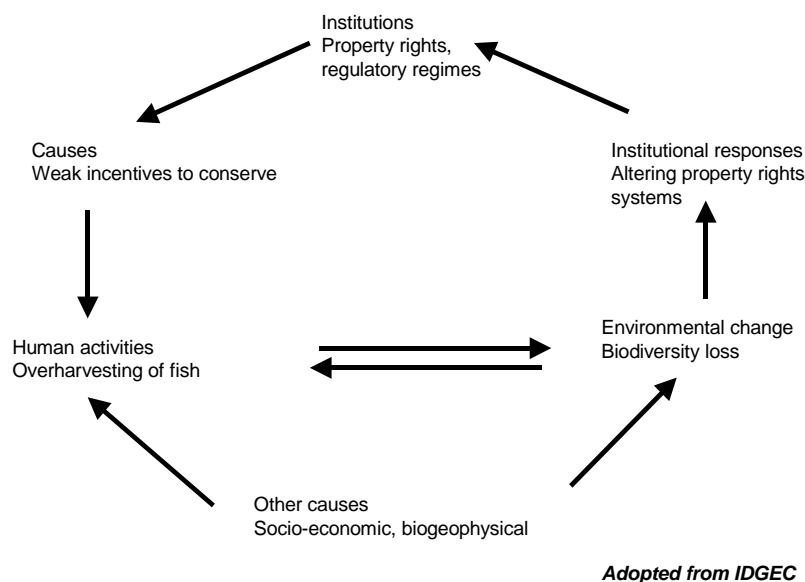 Institutions
Property rights,
regulatory regimes
Causes
Weak incentives to conserve
Institutional responses
Altering property rights
systems
Human activities
Overharvesting of fish
Environmental change
Biodiversity loss
Other causes
Socio-economic, biogeophysical
Adopted from IDGEC